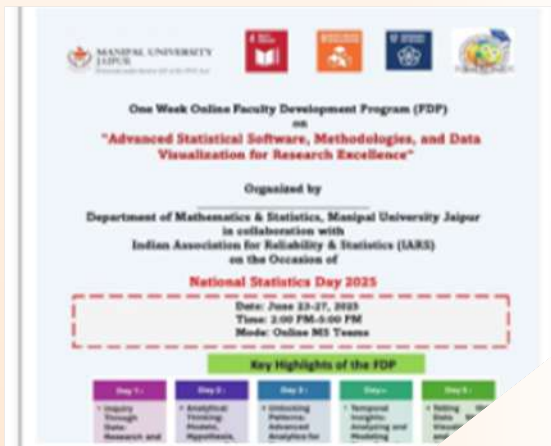 MANIPAL UNIVERSITY
JAIPUR
One Week Online Faculty Development Program (FDP)
on
"Advanced Statistical Software, Methodologies, and Data
Visualization for Research Excellence"
Organized by
Department of Mathematics & Statistics, Manipal University Jaipur
in collaboration with
Indian Association for Reliability & Statistics (IARS)
on the Occasion of
National Statistics Day 2025
Date: June 23-27, 2025
Time: 2:00 PM-5:00 PM
Mode: Online MS Teams
Key Highlights of the FDP
Day 1:
Inquiry
Through
Data:
Research and
Day 2:
Analytical
Thinking:
Models,
Hypothesis,
Day 3:
Unlocking
Patterns:
Advanced
Analytics for
Temporal
Insights:
Analyzing and
Modeling
Day 5:
Telling
Data